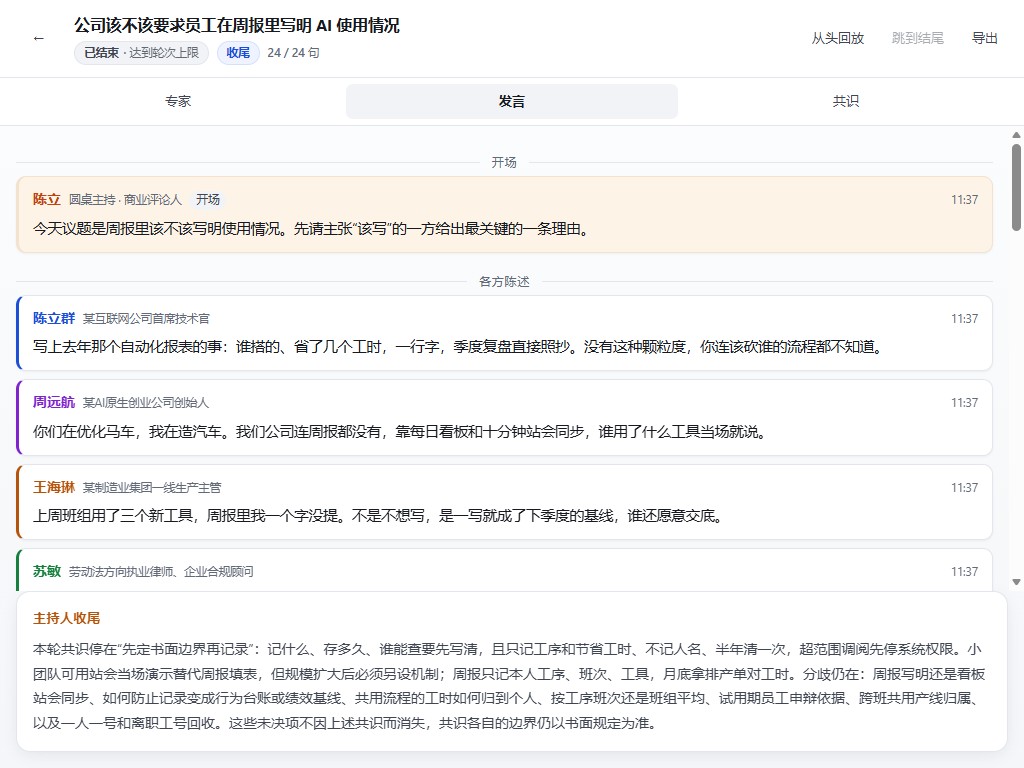 ←
公司该不该要求员工在周报里写明 AI 使用情况
已结束 · 达到轮次上限 收尾 24 / 24 句
从头回放 跳到结尾 导出
专家 发言 共识
开场
陈立 圆桌主持 · 商业评论人 开场 11:37
今天议题是周报里该不该写明使用情况。先请主张“该写”的一方给出最关键的一条理由。
各方陈述
陈立群 某互联网公司首席技术官 11:37
写上去年那个自动化报表的事：谁搭的、省了几个工时，一行字，季度复盘直接照抄。没有这种颗粒度，你连该砍谁的流程都不知道。
周远航 某AI原生创业公司创始人 11:37
你们在优化马车，我在造汽车。我们公司连周报都没有，靠每日看板和十分钟站会同步，谁用了什么工具当场就说。
王海琳 某制造业集团一线生产主管 11:37
上周班组用了三个新工具，周报里我一个字没提。不是不想写，是一写就成了下季度的基线，谁还愿意交底。
苏敏 劳动法方向执业律师、企业合规顾问 11:37
主持人收尾
本轮共识停在“先定书面边界再记录”：记什么、存多久、谁能查要先写清，且只记工序和节省工时、不记人名、半年清一次，超范围调阅先停系统权限。小
团队可用站会当场演示替代周报填表，但规模扩大后必须另设机制；周报只记本人工序、班次、工具，月底拿排产单对工时。分歧仍在：周报写明还是看板
站会同步、如何防止记录变成行为台账或绩效基线、共用流程的工时如何归到个人、按工序班次还是班组平均、试用期员工申辩依据、跨班共用产线归属、
以及一人一号和离职工号回收。这些未决项不因上述共识而消失，共识各自的边界仍以书面规定为准。